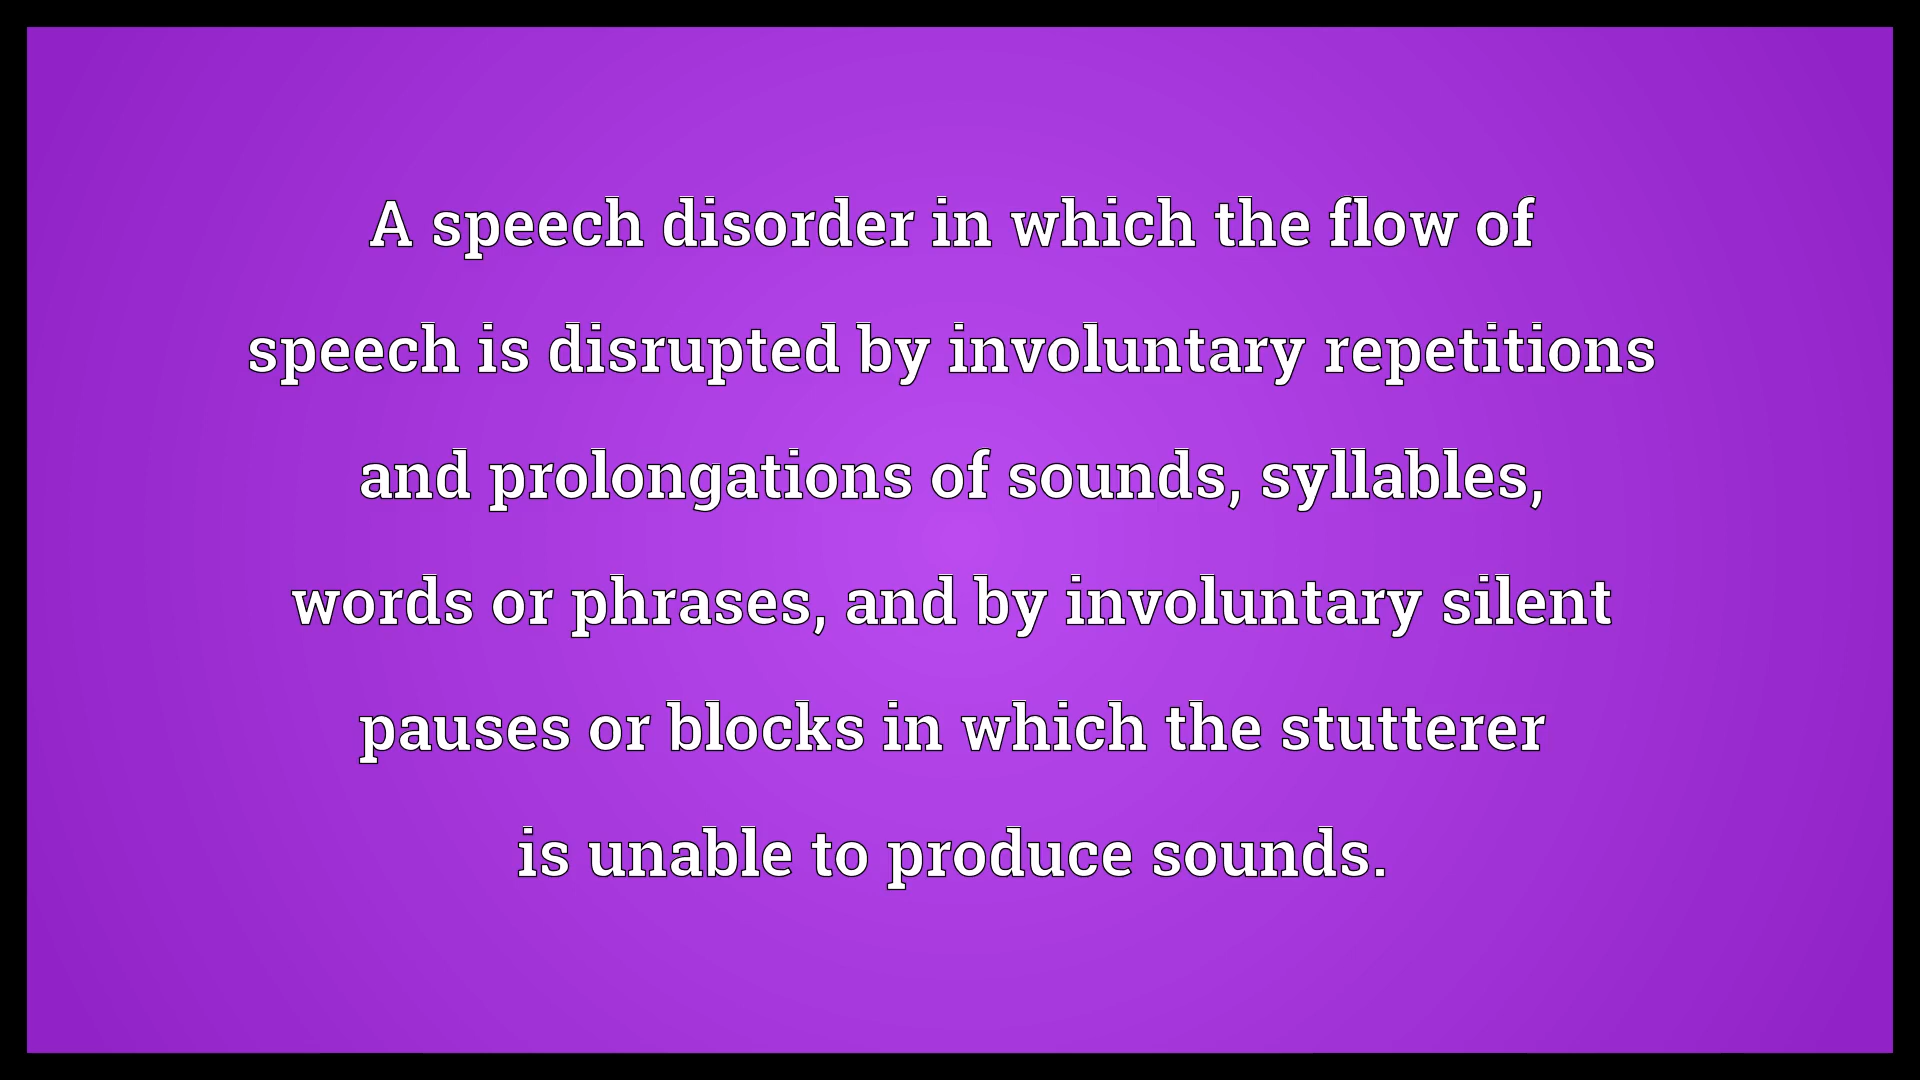 A speech disorder in which the flow of
speech is disrupted by involuntary repetitions
and prolongations of sounds, syllables,
words or phrases, and by involuntary silent
pauses or blocks in which the stutterer
is unable to produce sounds.